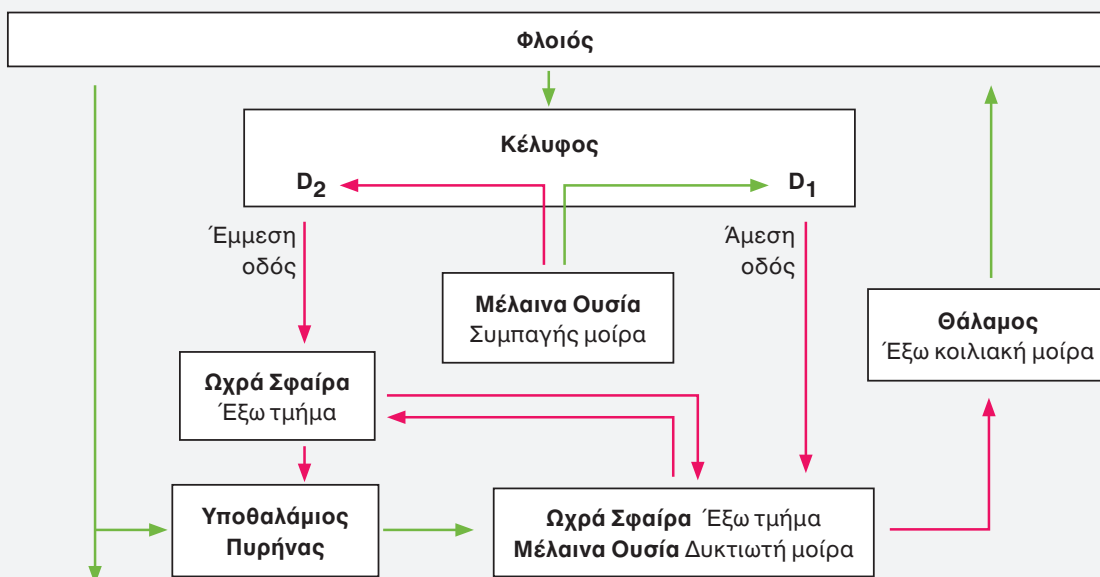 Φλοιός
Κέλυφος
D2
D1
Έμμεση
οδός
Άμεση
οδός
Μέλαινα Ουσία
Συμπαγής μοίρα
Θάλαμος
Έξω κοιλιακή μοίρα
Ωχρά Σφαίρα
Έξω τμήμα
Υποθαλάμιος
Πυρήνας
Ωχρά Σφαίρα Έξω τμήμα
Μέλαινα Ουσία Δυκτιωτή μοίρα